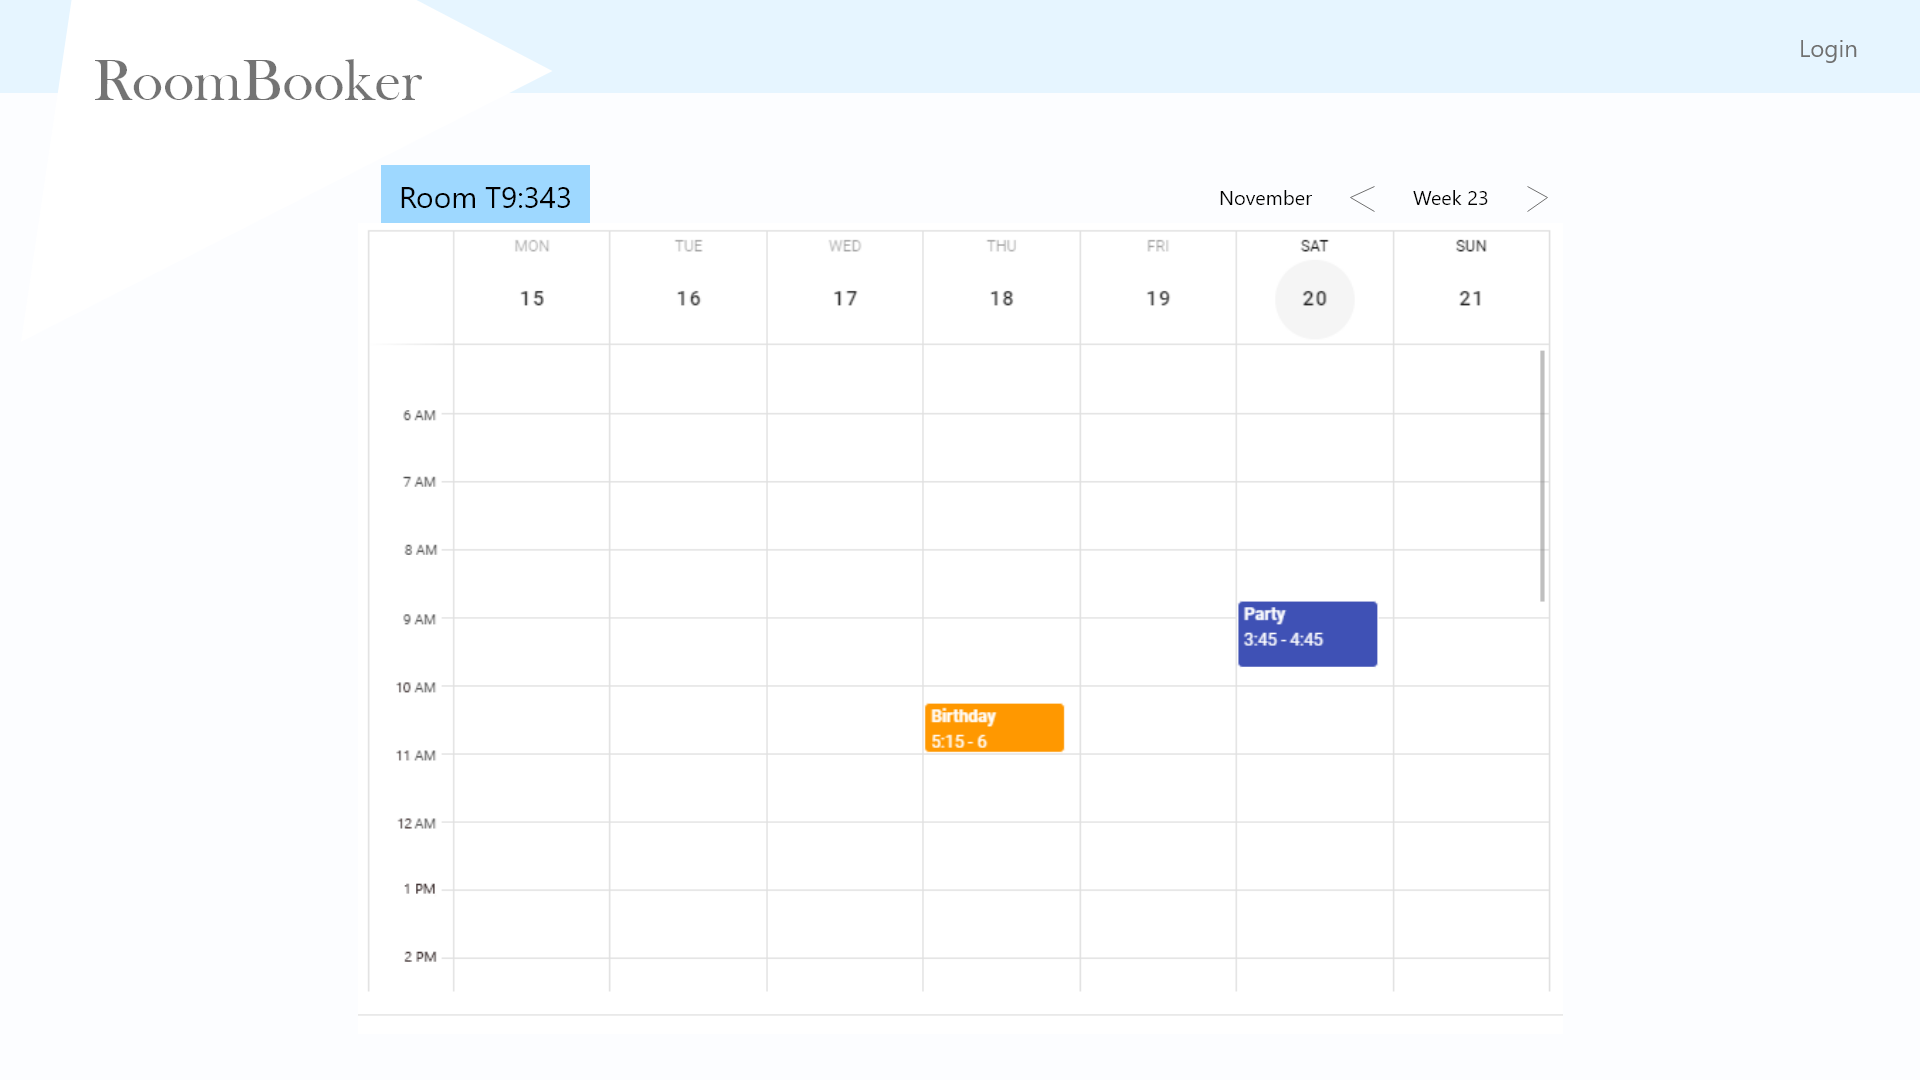 Login
RoomBooker
Room T9:343
November
Week 23
MON TUE WED THU FRI SAT SUN
15 16 17 18 19 20 21
6 AM
7 AM
8 AM
Party
9 AM
3:45 - 4:45
10 AM
Birthday
5:15 - 6
11 AM
12 AM
1 PM
2 PM